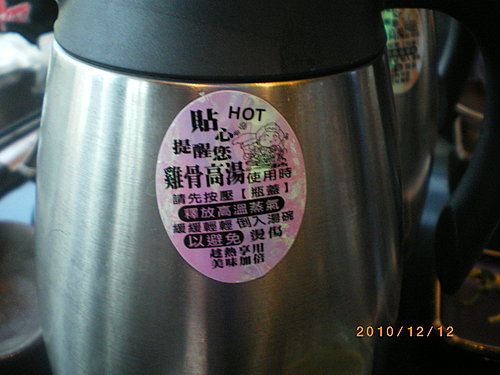 HOT
貼心
提醒您
雞骨高湯使用時
請先按壓【瓶蓋】
釋放高溫蒸氣
緩緩輕輕倒入湯碗
以避免燙傷
趁熱享用
美味加倍
2010/12/12